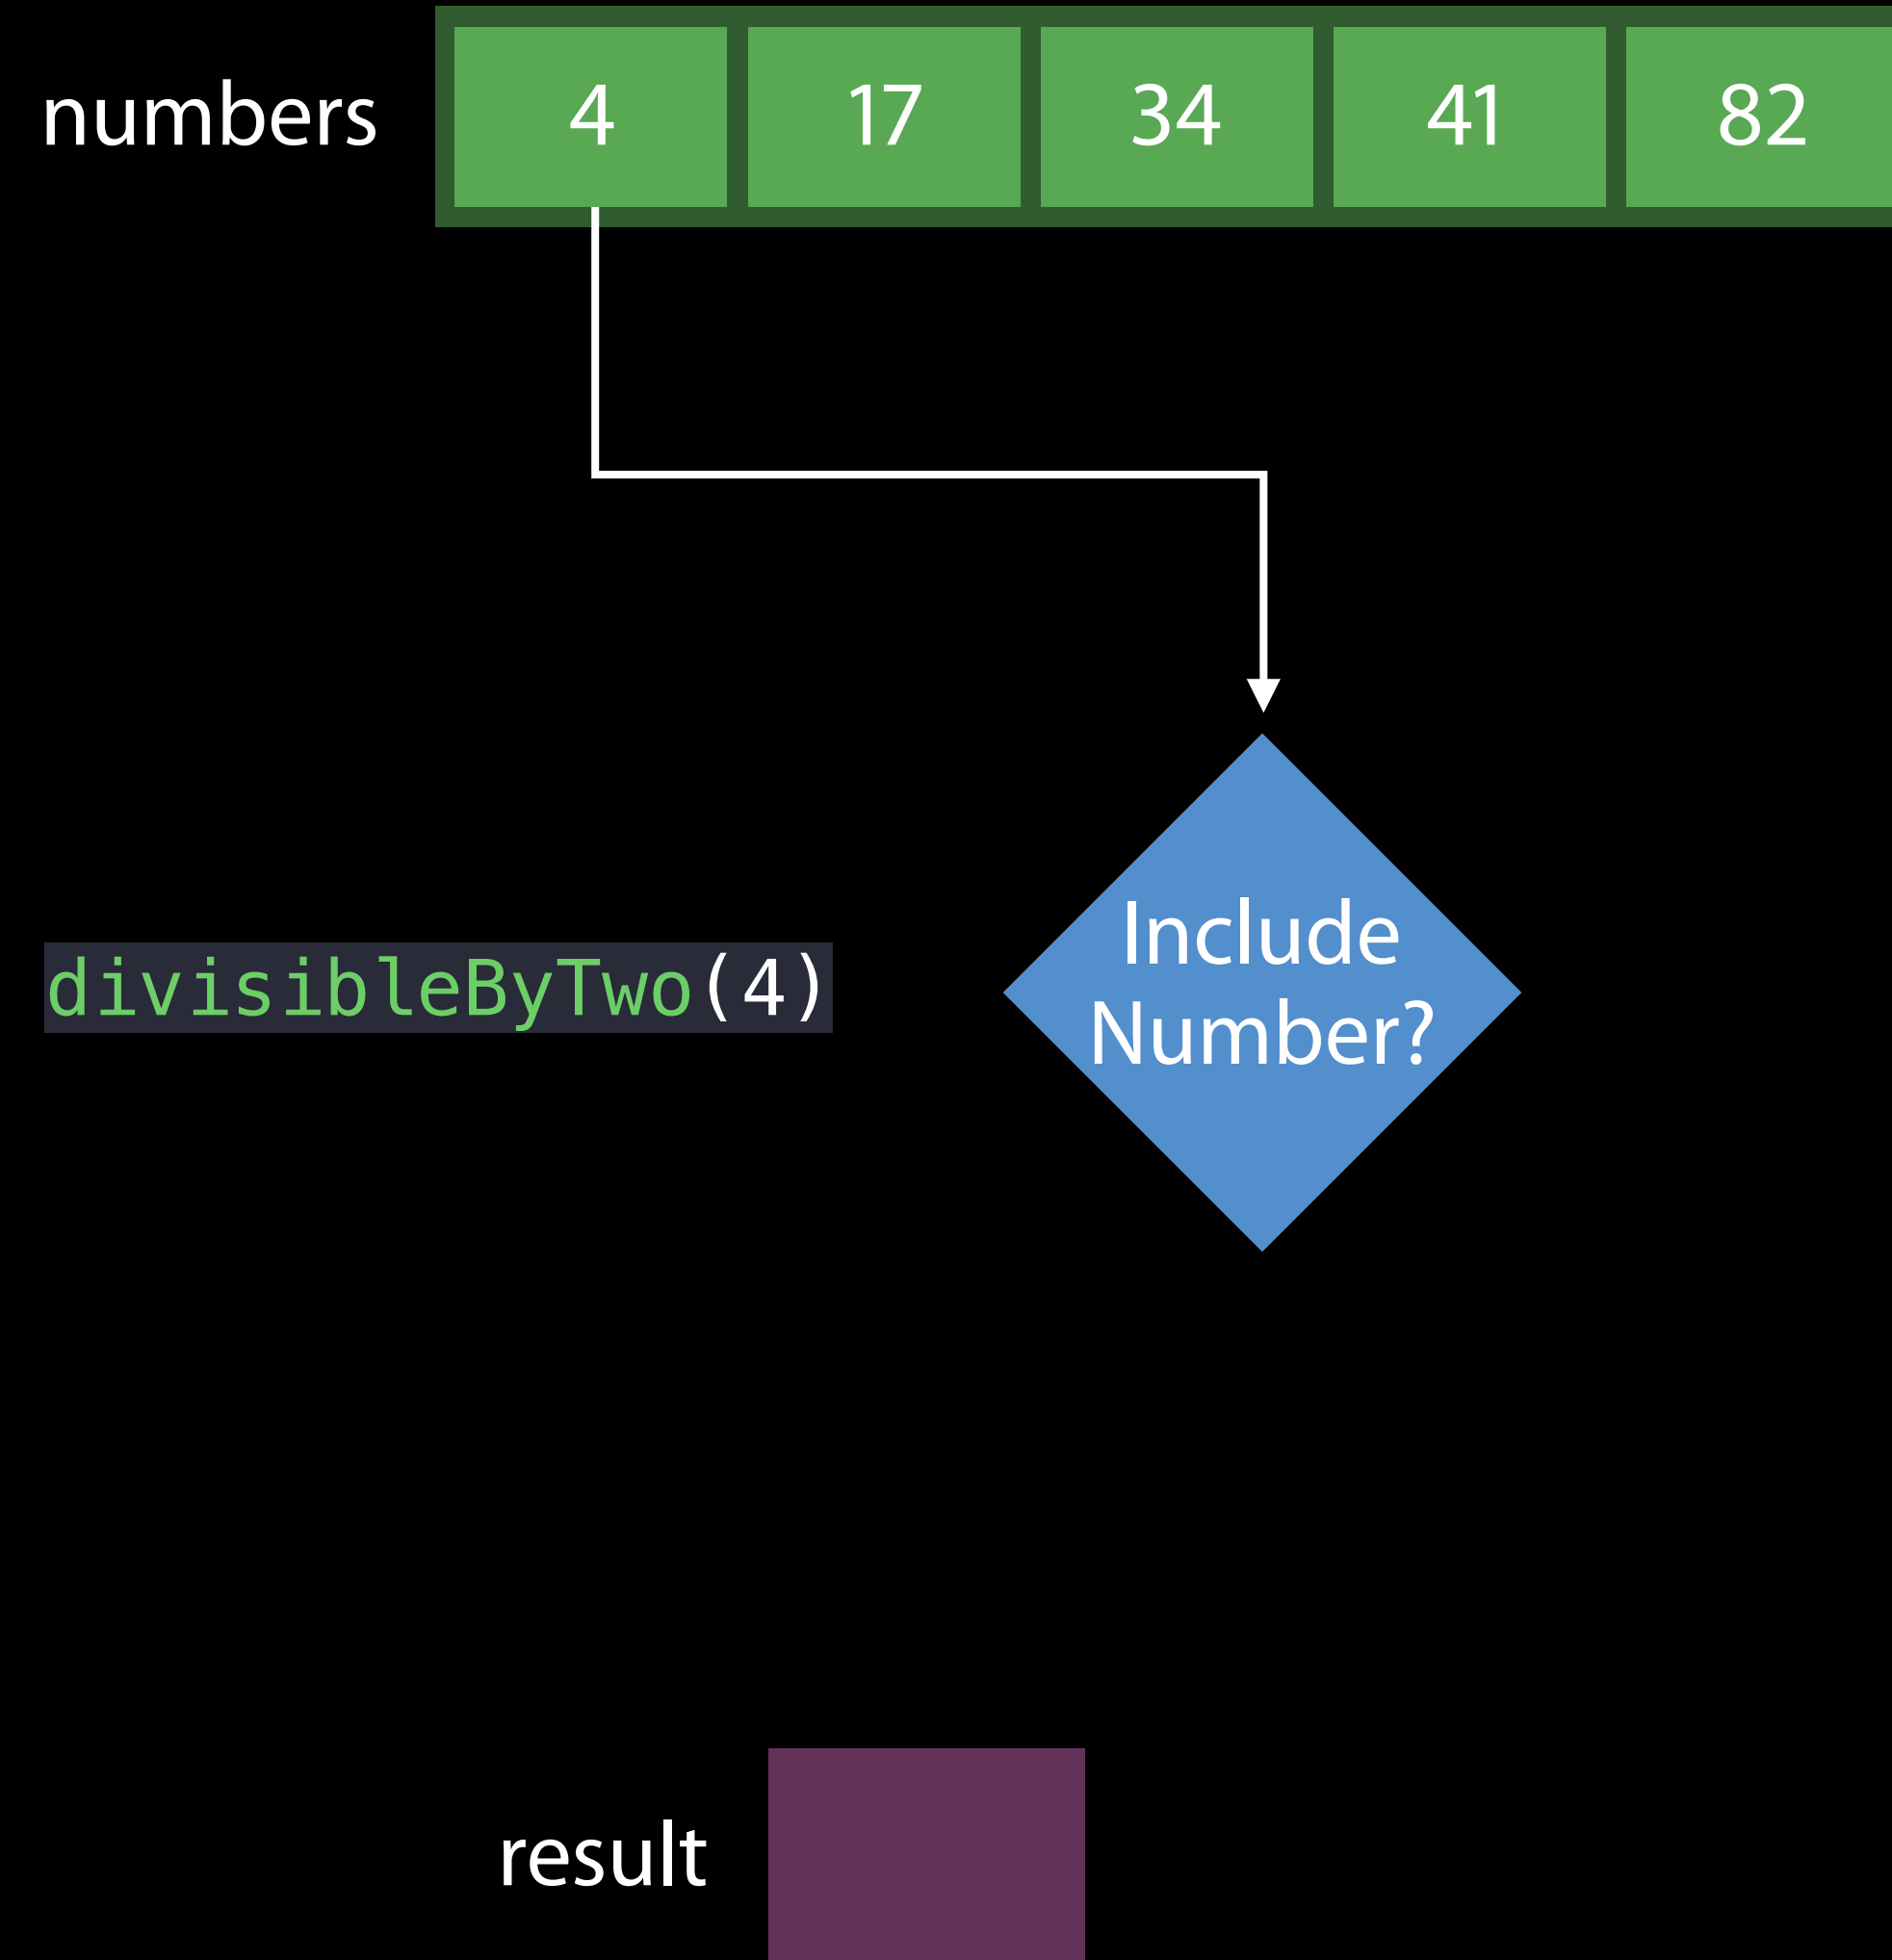 numbers 4 17 34 41 82
Include
divisibleByTwo(4)
Number?
result